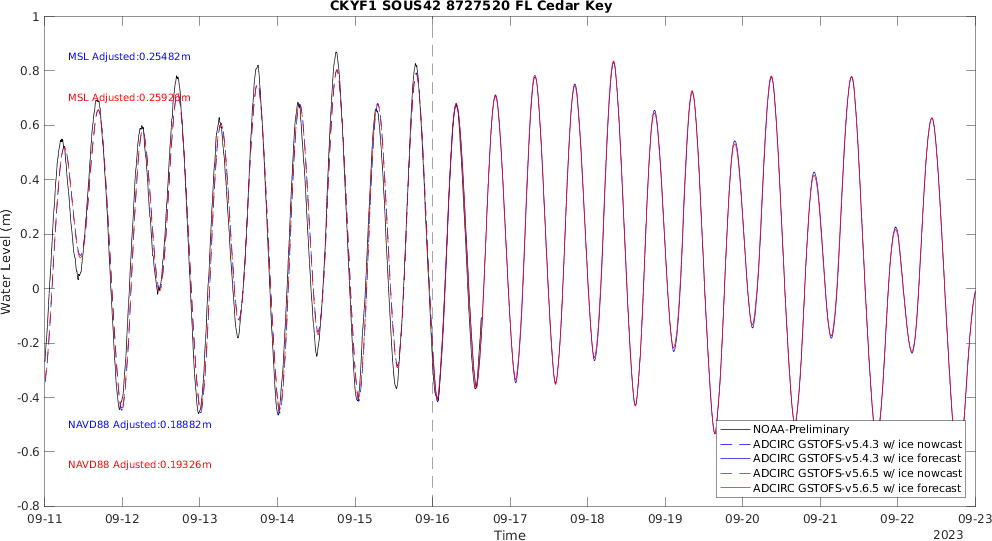 CKYF1 SOUS42 8727520 FL Cedar Key
Water Level (m)
1
0.8
0.6
0.4
0.2
0
-0.2
-0.4
-0.6
-0.8
MSL Adjusted:0.25482m
MSL Adjusted:0.25923m
NAVD88 Adjusted:0.18882m
NAVD88 Adjusted:0.19326m
NOAA-Preliminary
ADCIRC GSTOFS-v5.4.3 w/ ice nowcast
ADCIRC GSTOFS-v5.4.3 w/ ice forecast
ADCIRC GSTOFS-v5.6.5 w/ ice nowcast
ADCIRC GSTOFS-v5.6.5 w/ ice forecast
09-11 09-12 09-13 09-14 09-15 09-16 09-17 09-18 09-19 09-20 09-21 09-22 09-23
Time
2023